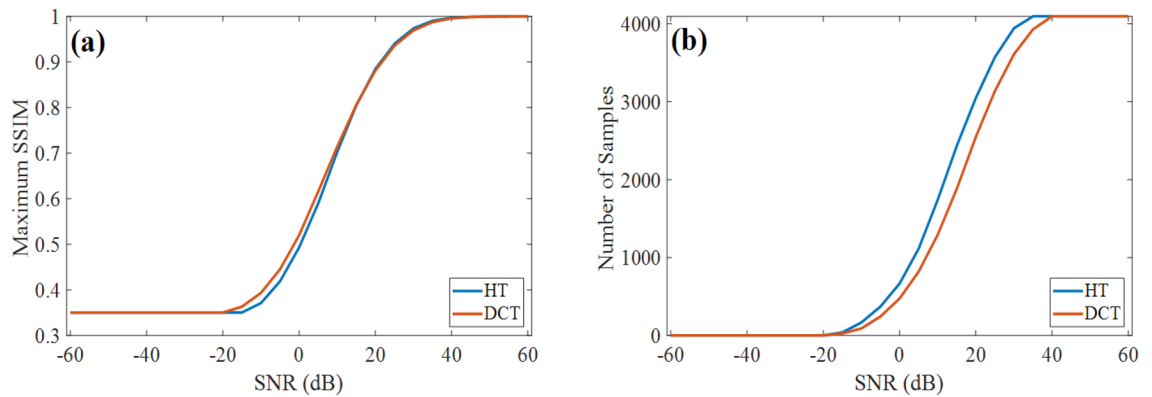 (a)
Maximum SSIM
1
0.9
0.8
0.7
0.6
0.5
0.4
0.3
-60 -40 -20 0 20 40 60
SNR (dB)
HT
DCT
(b)
Number of Samples
4000
3000
2000
1000
0
-60 -40 -20 0 20 40 60
SNR (dB)
HT
DCT